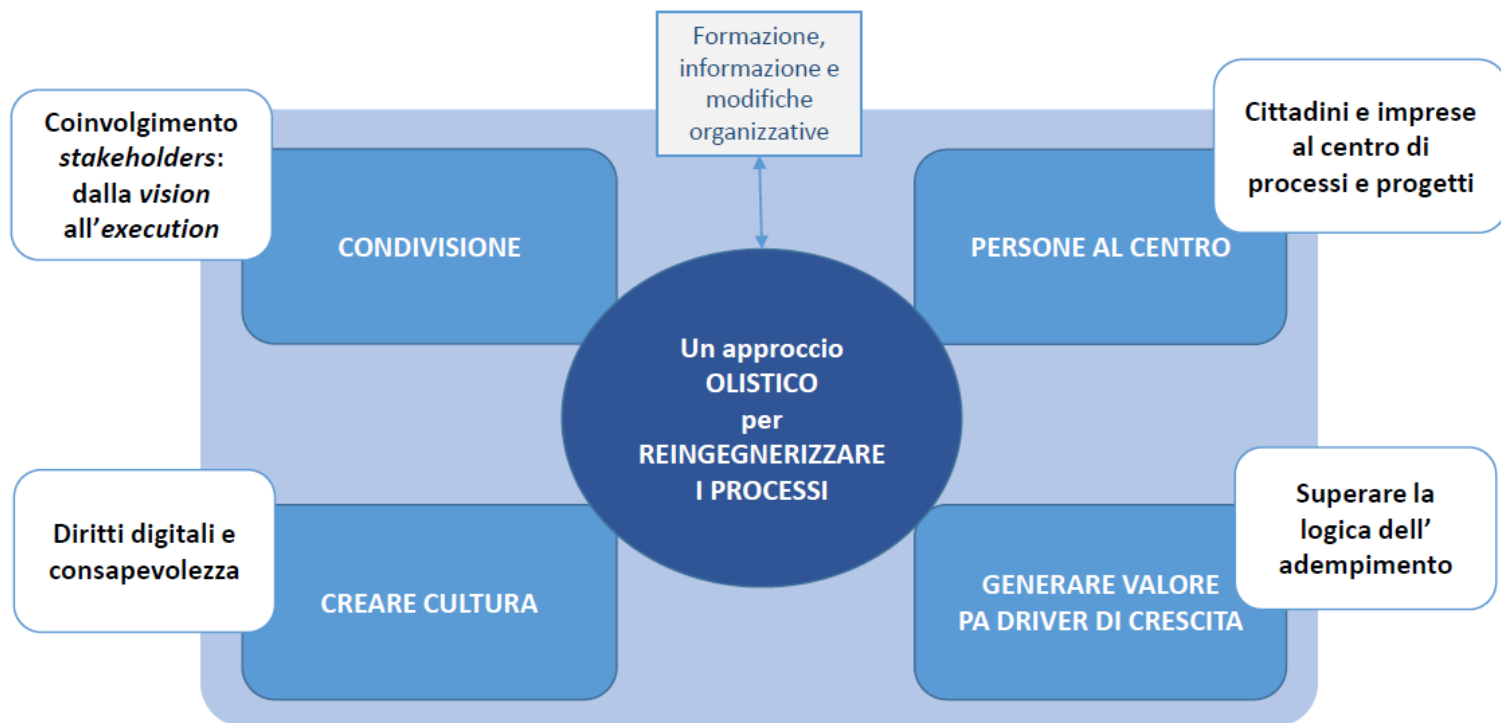 Formazione,
informazione e
modifiche
organizzative
Coinvolgimento
stakeholders:
dalla vision
all’execution
CONDIVISIONE
Cittadini e imprese
al centro di
processi e progetti
PERSONE AL CENTRO
Un approccio
OLISTICO
per
REINGEGNERIZZARE
I PROCESSI
Diritti digitali e
consapevolezza
CREARE CULTURA
Superare la
logica dell’
adempimento
GENERARE VALORE
PA DRIVER DI CRESCITA